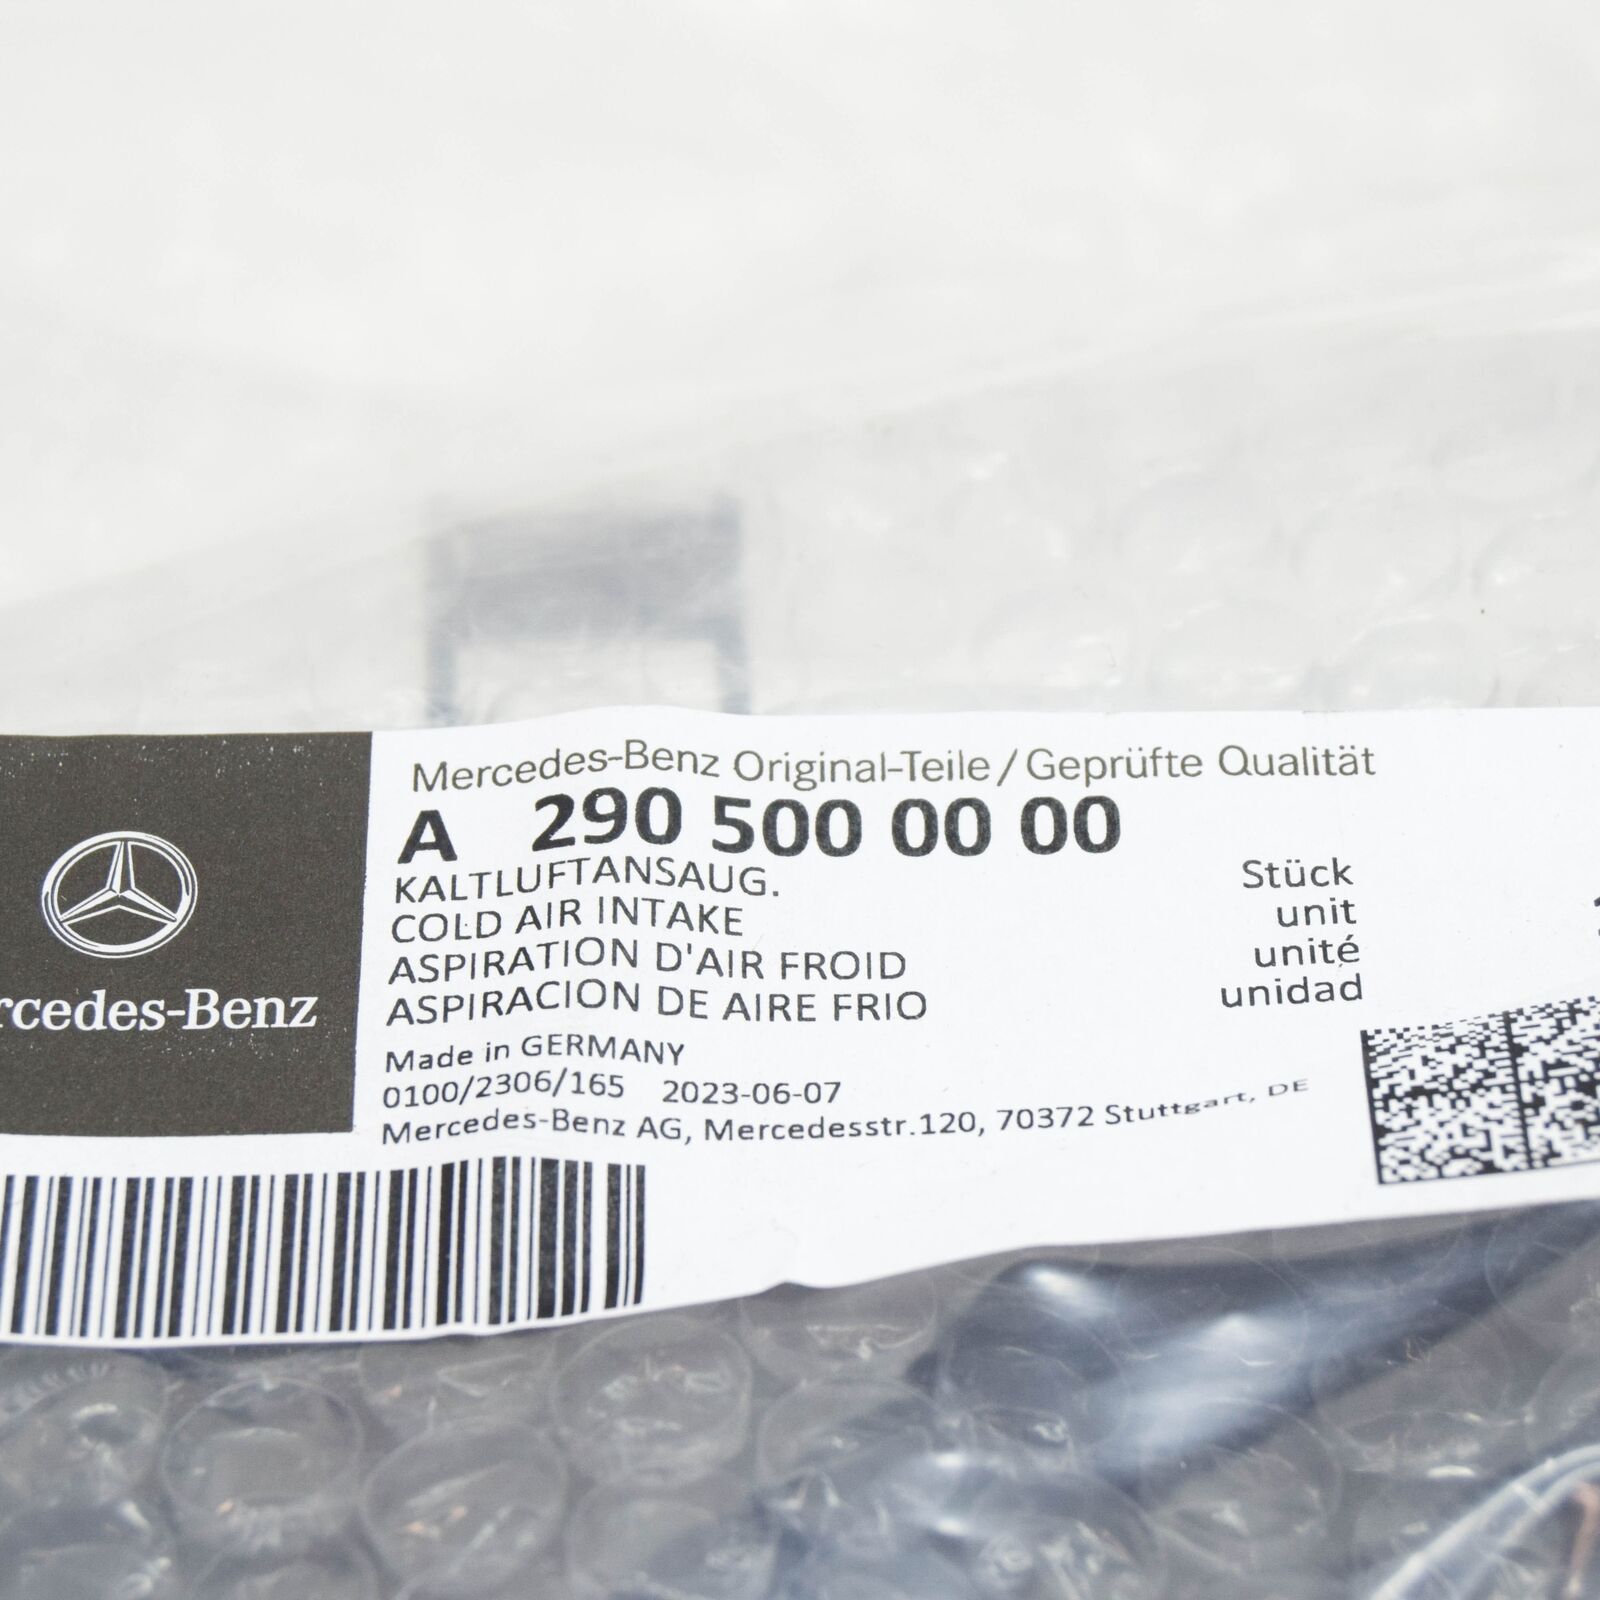 Mercedes-Benz Original-Teile / Geprüfte Qualität
A 290 500 00 00
KALTLUFTANSAUG.
COLD AIR INTAKE
ASPIRATION D'AIR FROID
ASPIRACION DE AIRE FRIO
Stück
unit
unité
unidad
rcedes-Benz
Made in GERMANY
0100/2306/165 2023-06-07
Mercedes-Benz AG, Mercedesstr.120, 70372 Stuttgart, DE